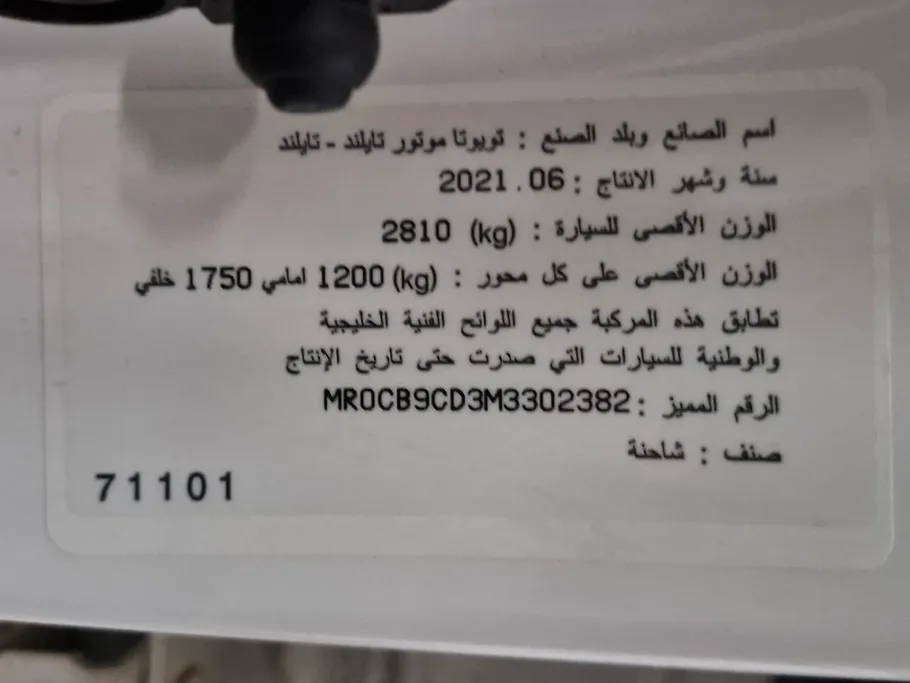 اسم الصانع وبلد الصنع : تويوتا موتور تايلند - تايلند
سنة وشهر الانتاج : 2021.06
الوزن الأقصى للسيارة : (kg) 2810
الوزن الأقصى على كل محور : (kg) 1200 امامي 1750 خلفي
تطابق هذه المركبة جميع اللوائح الفنية الخليجية
والوطنية للسيارات التي صدرت حتى تاريخ الإنتاج
الرقم المميز : MR0CB9CD3M3302382
صنف : شاحنة
71101